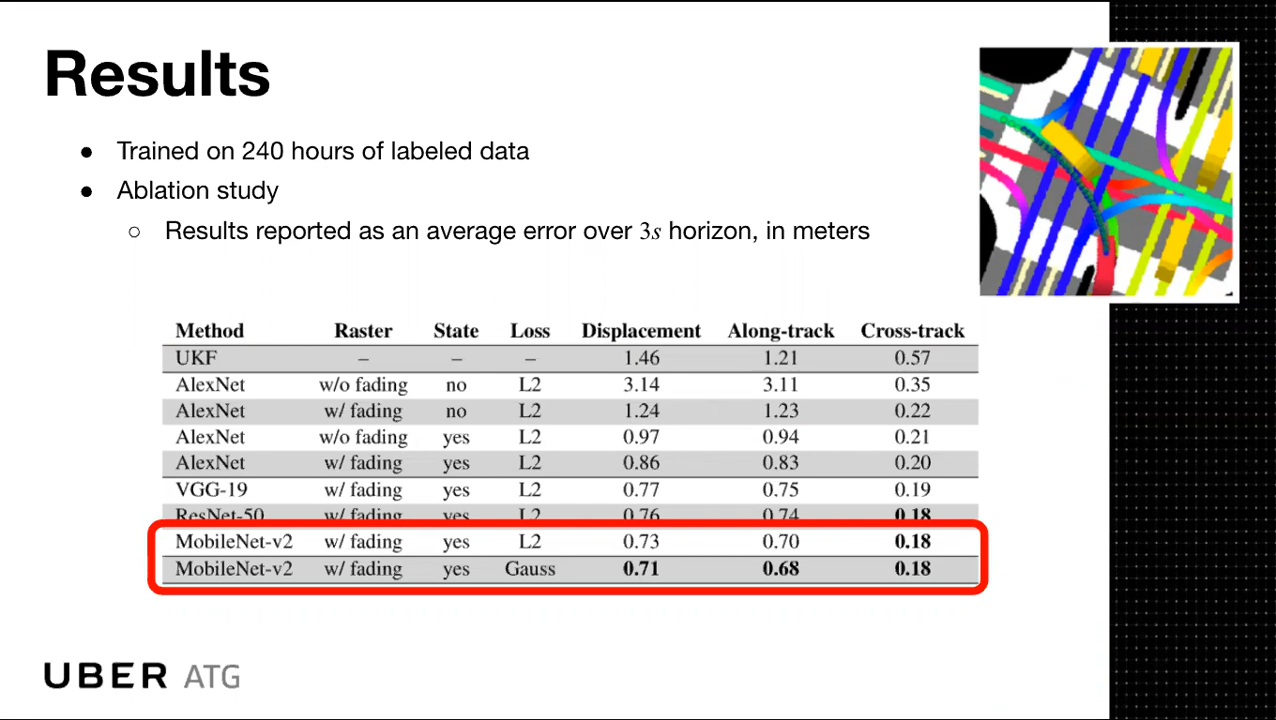 Results
● Trained on 240 hours of labeled data
● Ablation study
○ Results reported as an average error over 3s horizon, in meters
Method Raster State Loss Displacement Along-track Cross-track
UKF – – – 1.46 1.21 0.57
AlexNet w/o fading no L2 3.14 3.11 0.35
AlexNet w/ fading no L2 1.24 1.23 0.22
AlexNet w/o fading yes L2 0.97 0.94 0.21
AlexNet w/ fading yes L2 0.86 0.83 0.20
VGG-19 w/ fading yes L2 0.77 0.75 0.19
ResNet-50 w/ fading yes L2 0.76 0.74 0.18
MobileNet-v2 w/ fading yes L2 0.73 0.70 0.18
MobileNet-v2 w/ fading yes Gauss 0.71 0.68 0.18
UBER ATG